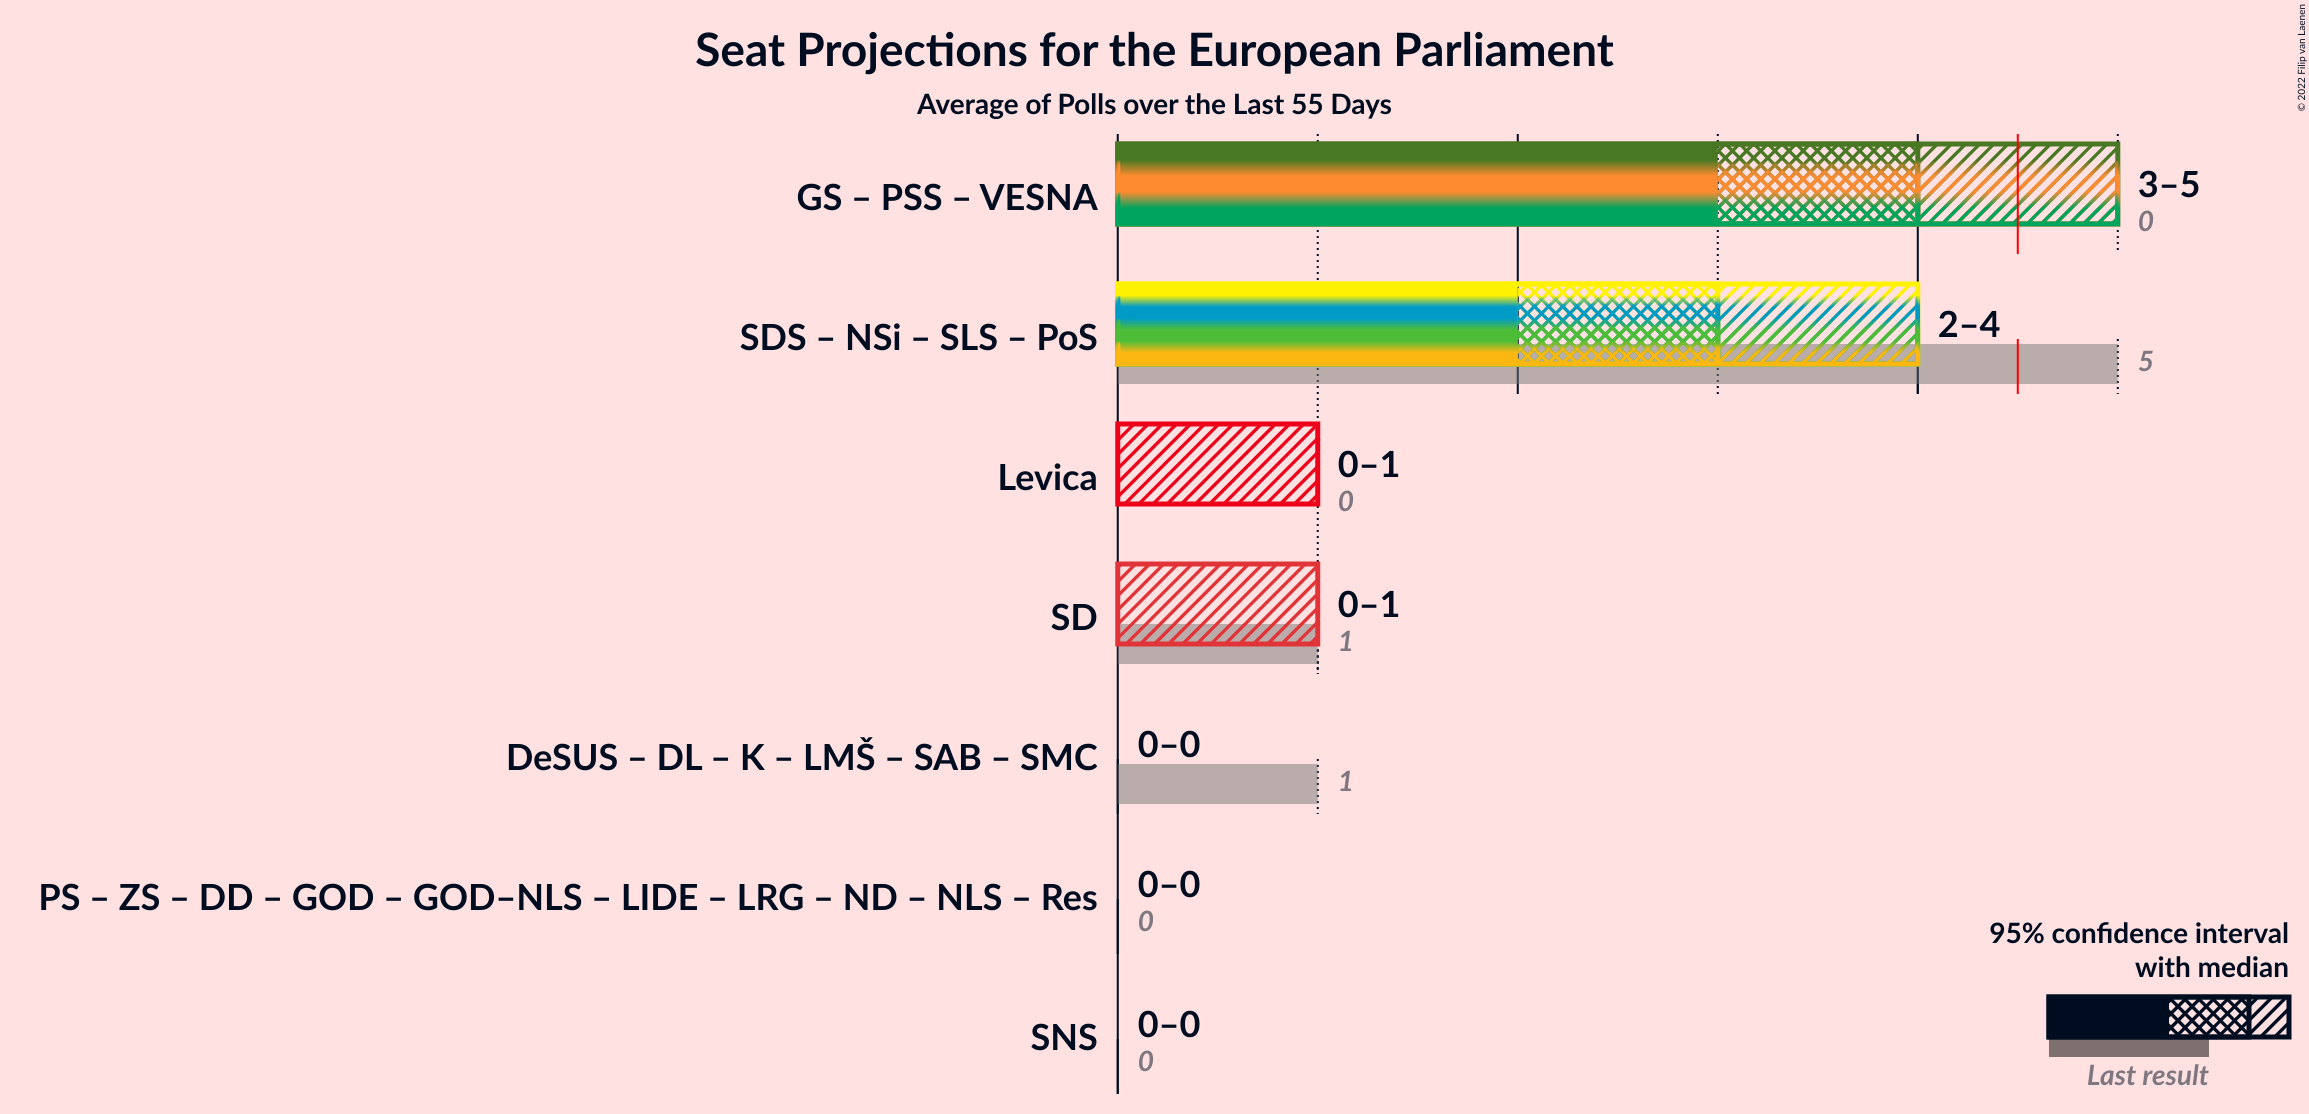 Seat Projections for the European Parliament
Average of Polls over the Last 55 Days
© 2022 Filip van Laenen
GS – PSS – VESNA
3–5
0
SDS – NSi – SLS – PoS
2–4
5
Levica
0–1
0
SD
0–1
1
DeSUS – DL – K – LMŠ – SAB – SMC
0–0
1
PS – ZS – DD – GOD – GOD–NLS – LIDE – LRG – ND – NLS – Res
0–0
0
SNS
0–0
0
95% confidence interval
with median
Last result